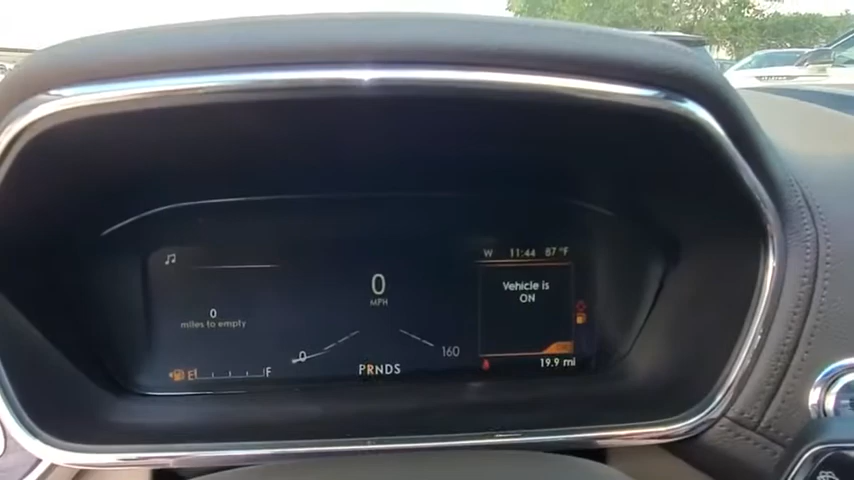 W 11:44 87 °F
0
MPH
Vehicle is
ON
0
miles to empty
E F
0 160
PRNDS
19.9 mi